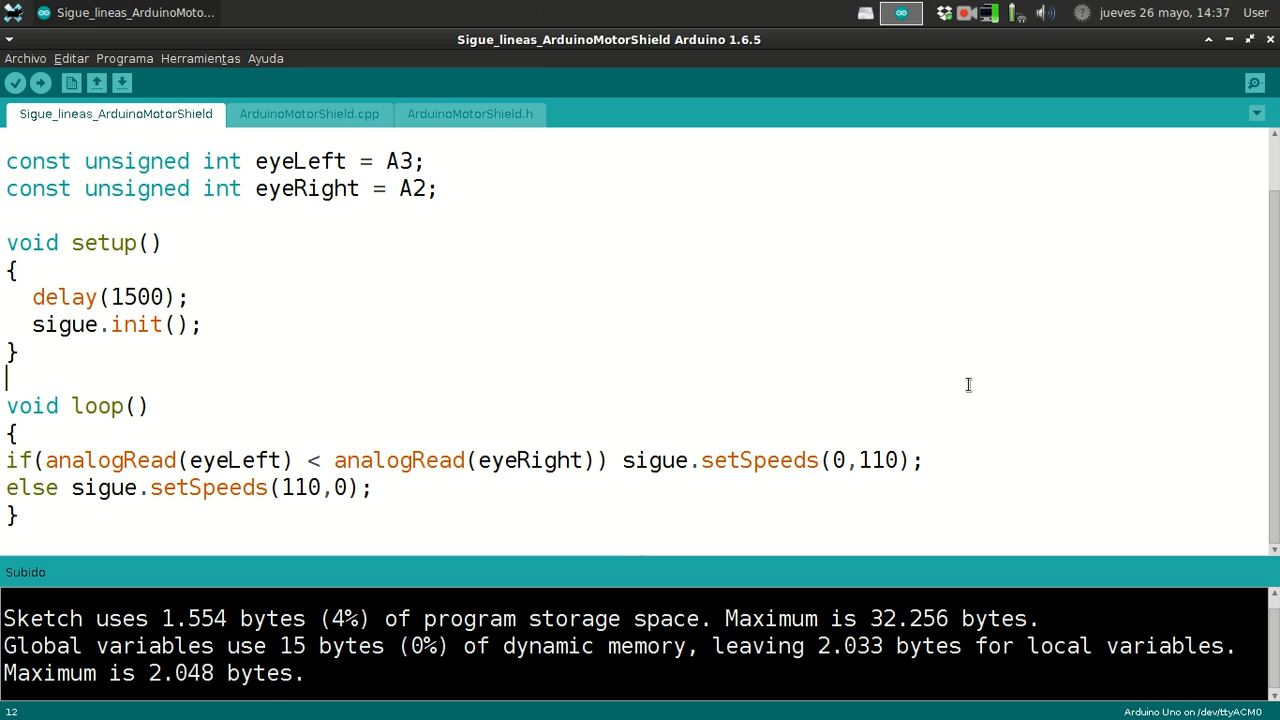 Sigue_lineas_ArduinoMoto...
jueves 26 mayo, 14:37 User
Sigue_lineas_ArduinoMotorShield Arduino 1.6.5
Archivo Editar Programa Herramientas Ayuda
Sigue_lineas_ArduinoMotorShield ArduinoMotorShield.cpp ArduinoMotorShield.h
const unsigned int eyeLeft = A3;
const unsigned int eyeRight = A2;
void setup()
{
delay(1500);
sigue.init();
}
void loop()
{
if(analogRead(eyeLeft) < analogRead(eyeRight)) sigue.setSpeeds(0,110);
else sigue.setSpeeds(110,0);
}
Subido
Sketch uses 1.554 bytes (4%) of program storage space. Maximum is 32.256 bytes.
Global variables use 15 bytes (0%) of dynamic memory, leaving 2.033 bytes for local variables.
Maximum is 2.048 bytes.
12 Arduino Uno on /dev/ttyACM0